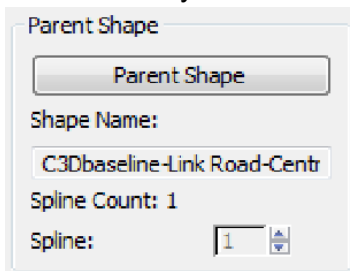 Parent Shape
Parent Shape
Shape Name:
C3Dbaseline-Link Road-Centr
Spline Count: 1
Spline: 1